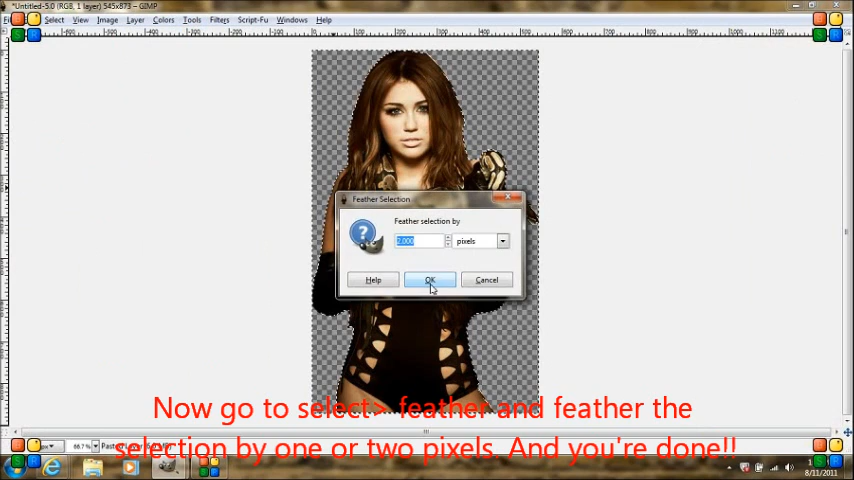 *Untitled-5.0 (RGB, 1 layer) 545x873 – GIMP
Select View Image Layer Colors Tools Filters Script-Fu Windows Help
Feather Selection
Feather selection by
2.000 pixels
Help OK Cancel
Now go to select> feather and feather the
selection by one or two pixels. And you're done!!
66.7 %
8/11/2011